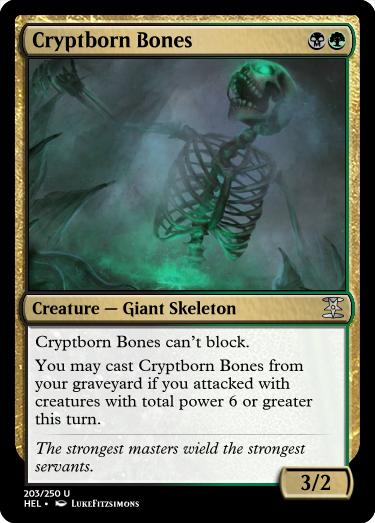 Cryptborn Bones
Creature — Giant Skeleton
Cryptborn Bones can't block.
You may cast Cryptborn Bones from
your graveyard if you attacked with
creatures with total power 6 or greater
this turn.
The strongest masters wield the strongest
servants.
3/2
203/250 U
HEL • LukeFitzsimons